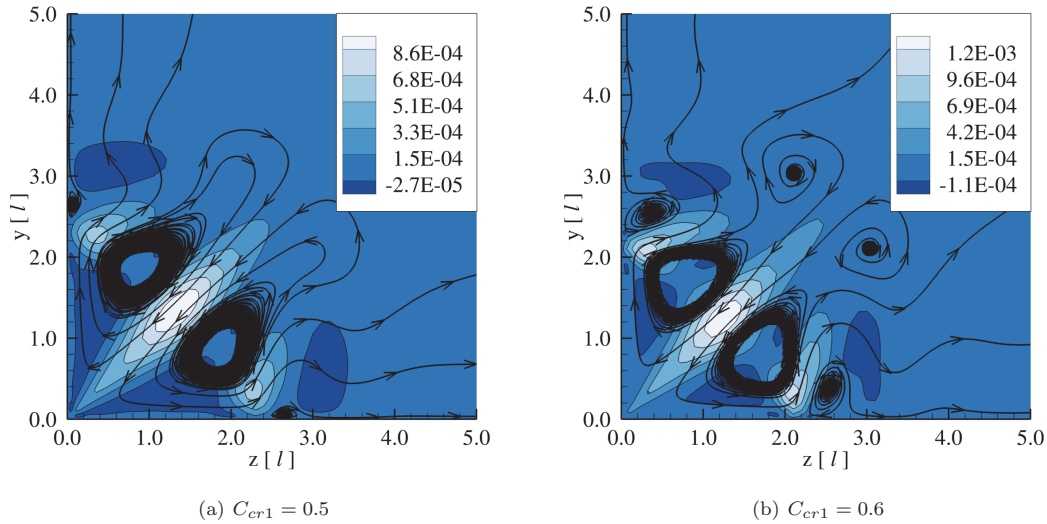 5.0
4.0
3.0
2.0
1.0
0.0
y [ l ]
0.0 1.0 2.0 3.0 4.0 5.0
z [ l ]
8.6E-04
6.8E-04
5.1E-04
3.3E-04
1.5E-04
-2.7E-05
(a) C_{cr1} = 0.5
5.0
4.0
3.0
2.0
1.0
0.0
y [ l ]
0.0 1.0 2.0 3.0 4.0 5.0
z [ l ]
1.2E-03
9.6E-04
6.9E-04
4.2E-04
1.5E-04
-1.1E-04
(b) C_{cr1} = 0.6